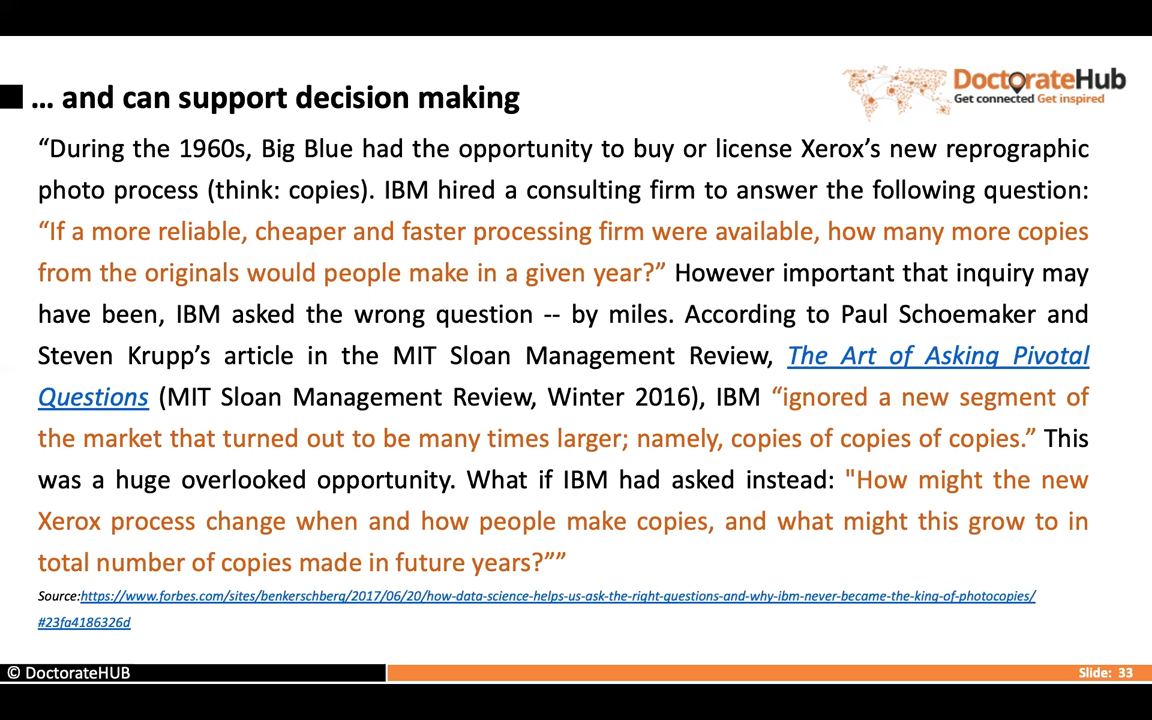 ... and can support decision making
DoctorateHub
Get connected Get inspired
“During the 1960s, Big Blue had the opportunity to buy or license Xerox’s new reprographic
photo process (think: copies). IBM hired a consulting firm to answer the following question:
“If a more reliable, cheaper and faster processing firm were available, how many more copies
from the originals would people make in a given year?” However important that inquiry may
have been, IBM asked the wrong question -- by miles. According to Paul Schoemaker and
Steven Krupp’s article in the MIT Sloan Management Review, The Art of Asking Pivotal
Questions (MIT Sloan Management Review, Winter 2016), IBM “ignored a new segment of
the market that turned out to be many times larger; namely, copies of copies of copies.” This
was a huge overlooked opportunity. What if IBM had asked instead: "How might the new
Xerox process change when and how people make copies, and what might this grow to in
total number of copies made in future years?””
Source:https://www.forbes.com/sites/benkerschberg/2017/06/20/how-data-science-helps-us-ask-the-right-questions-and-why-ibm-never-became-the-king-of-photocopies/
#23fa4186326d
© DoctorateHUB
Slide: 33